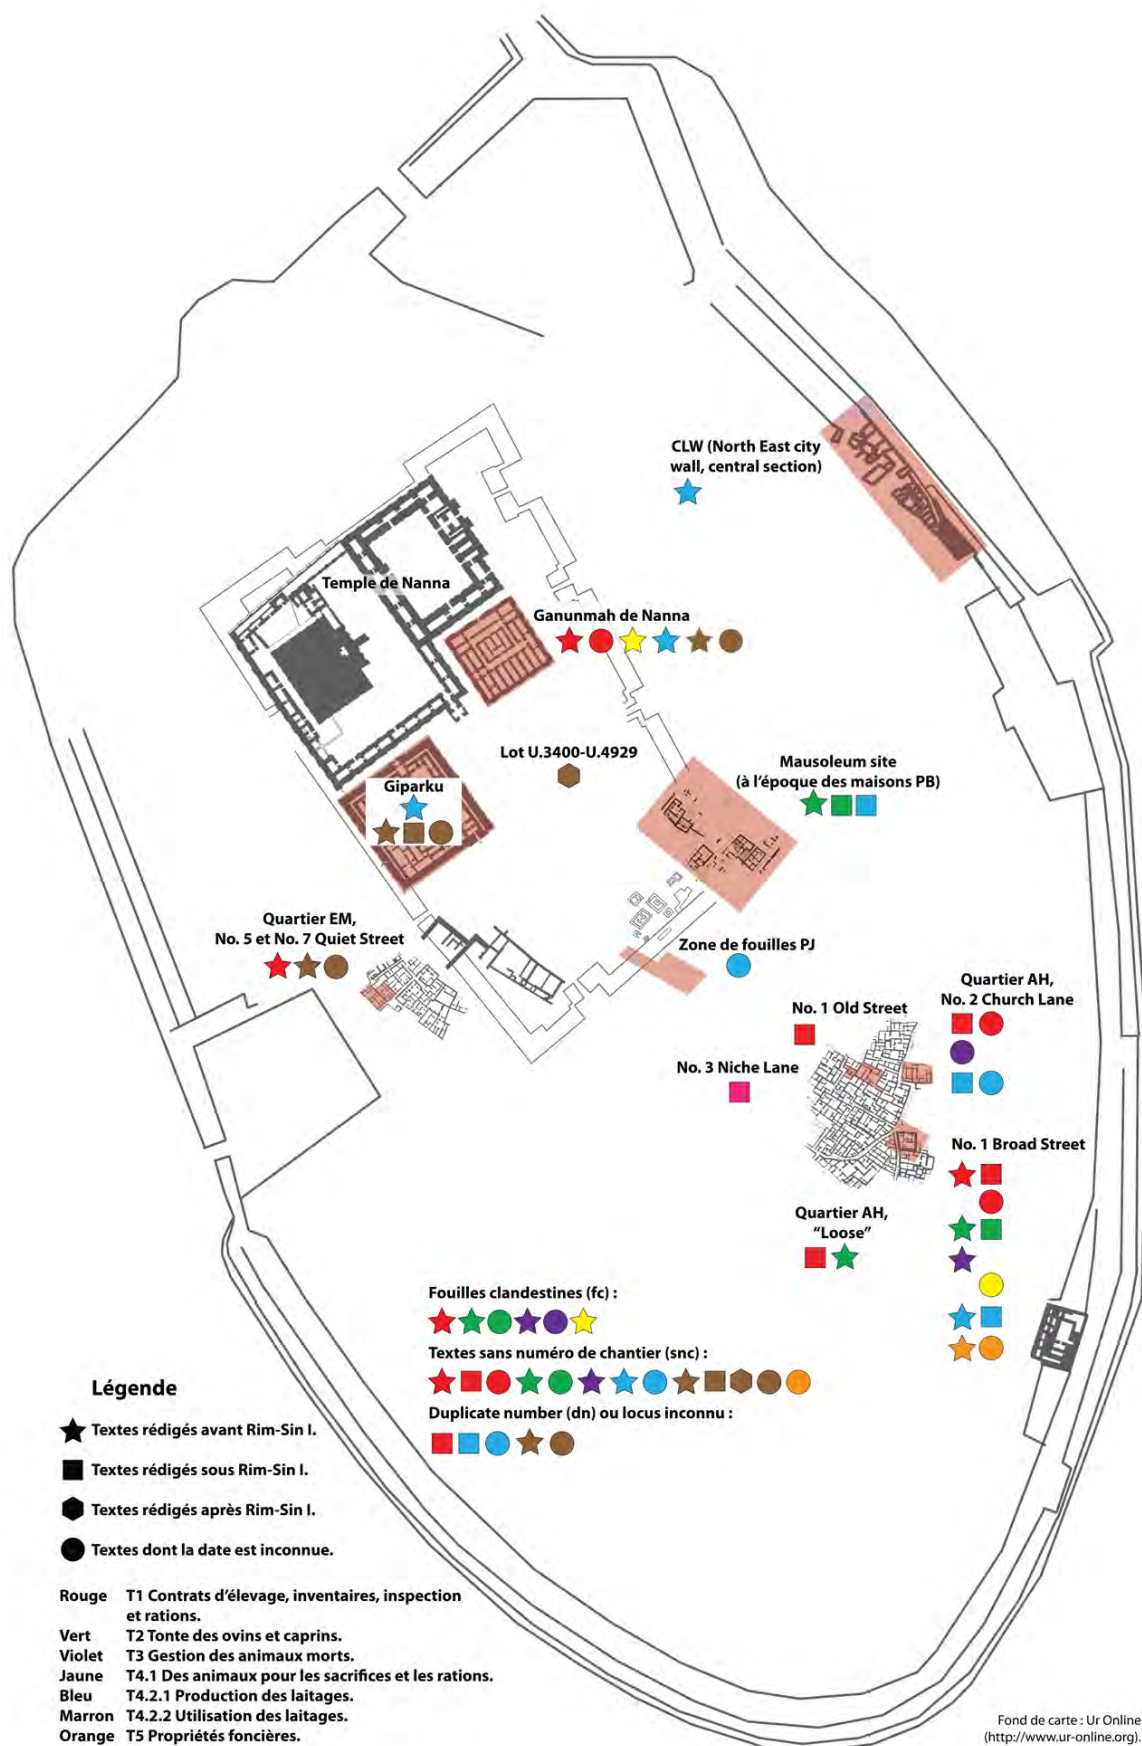 CLW (North East city
wall, central section)
Temple de Nanna
Ganunmah de Nanna
Lot U.3400-U.4929
Mausoleum site
(à l’époque des maisons PB)
Giparku
Quartier EM,
No. 5 et No. 7 Quiet Street
Zone de fouilles PJ
Quartier AH,
No. 2 Church Lane
No. 1 Old Street
No. 3 Niche Lane
No. 1 Broad Street
Quartier AH,
“Loose”
Fouilles clandestines (fc) :
Textes sans numéro de chantier (snc) :
Duplicate number (dn) ou locus inconnu :
Légende
Textes rédigés avant Rim-Sin I.
Textes rédigés sous Rim-Sin I.
Textes rédigés après Rim-Sin I.
Textes dont la date est inconnue.
Rouge T1 Contrats d’élevage, inventaires, inspection
et rations.
Vert T2 Tonte des ovins et caprins.
Violet T3 Gestion des animaux morts.
Jaune T4.1 Des animaux pour les sacrifices et les rations.
Bleu T4.2.1 Production des laitages.
Marron T4.2.2 Utilisation des laitages.
Orange T5 Propriétés foncières.
Fond de carte : Ur Online
(http://www.ur-online.org).